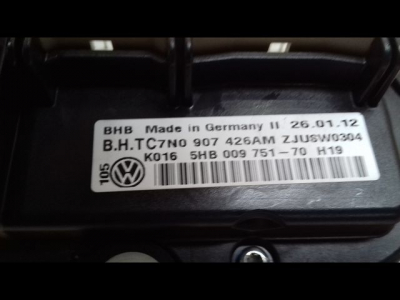 BHB Made in Germany II 26.01.12
B.H.TC7N0 907 426AM ZJUSW0304
K016 5HB 009 751-70 H19
105